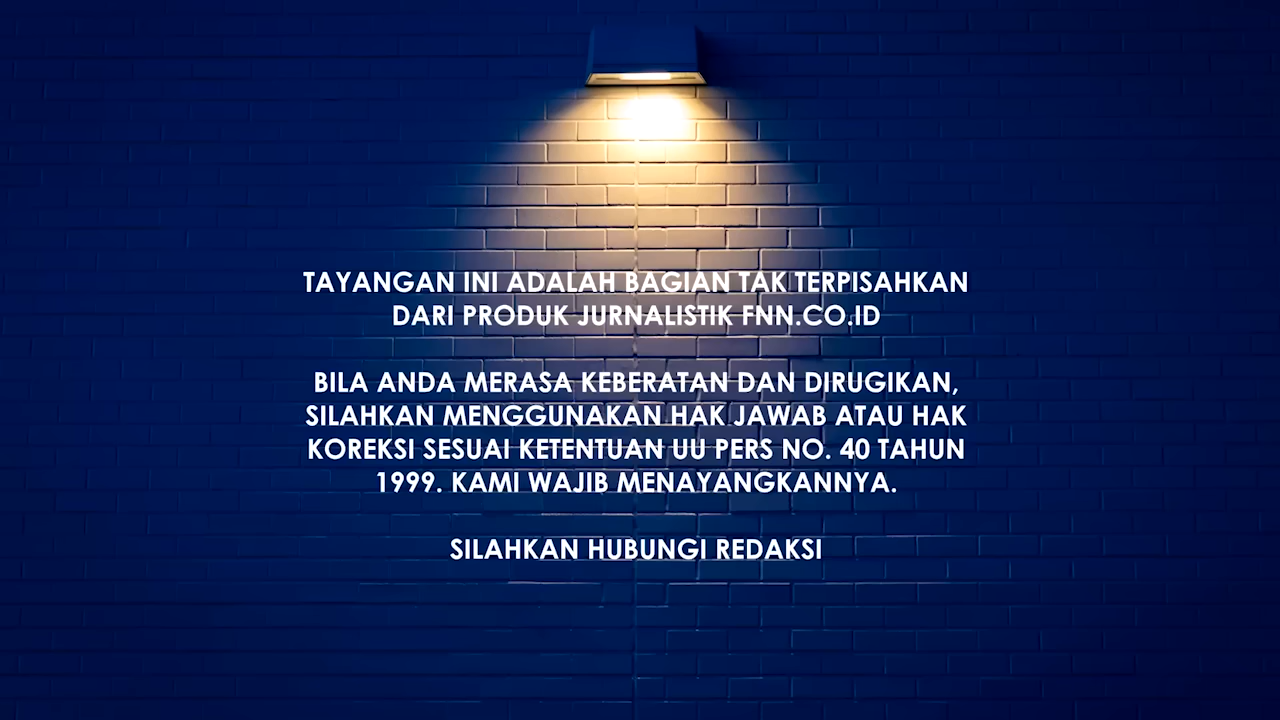 TAYANGAN INI ADALAH BAGIAN TAK TERPISAHKAN
DARI PRODUK JURNALISTIK FNN.CO.ID
BILA ANDA MERASA KEBERATAN DAN DIRUGIKAN,
SILAHKAN MENGGUNAKAN HAK JAWAB ATAU HAK
KOREKSI SESUAI KETENTUAN UU PERS NO. 40 TAHUN
1999. KAMI WAJIB MENAYANGKANNYA.
SILAHKAN HUBUNGI REDAKSI